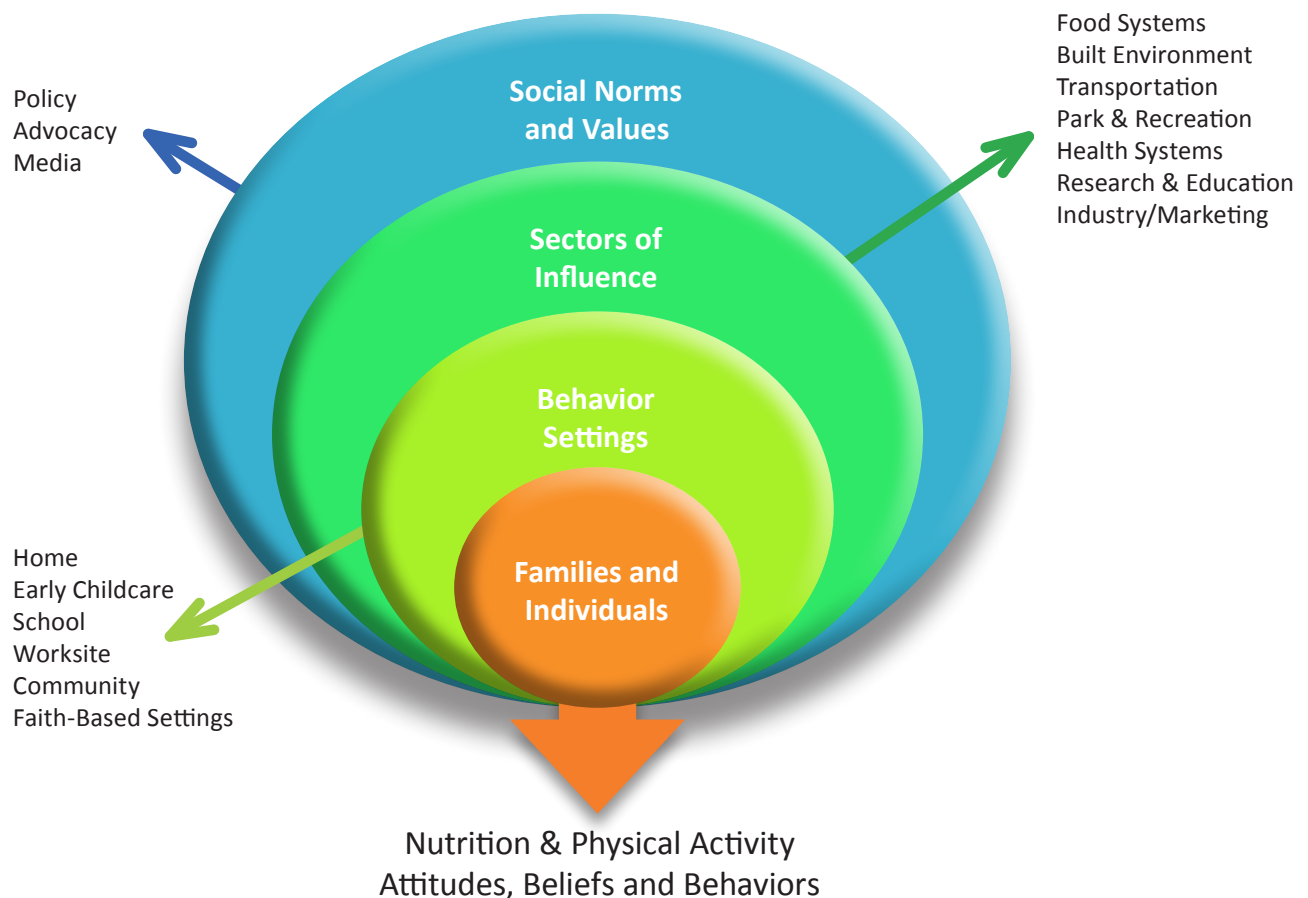 Policy
Advocacy
Media
Social Norms
and Values
Food Systems
Built Environment
Transportation
Park & Recreation
Health Systems
Research & Education
Industry/Marketing
Sectors of
Influence
Behavior
Settings
Families and
Individuals
Home
Early Childcare
School
Worksite
Community
Faith-Based Settings
Nutrition & Physical Activity
Attitudes, Beliefs and Behaviors